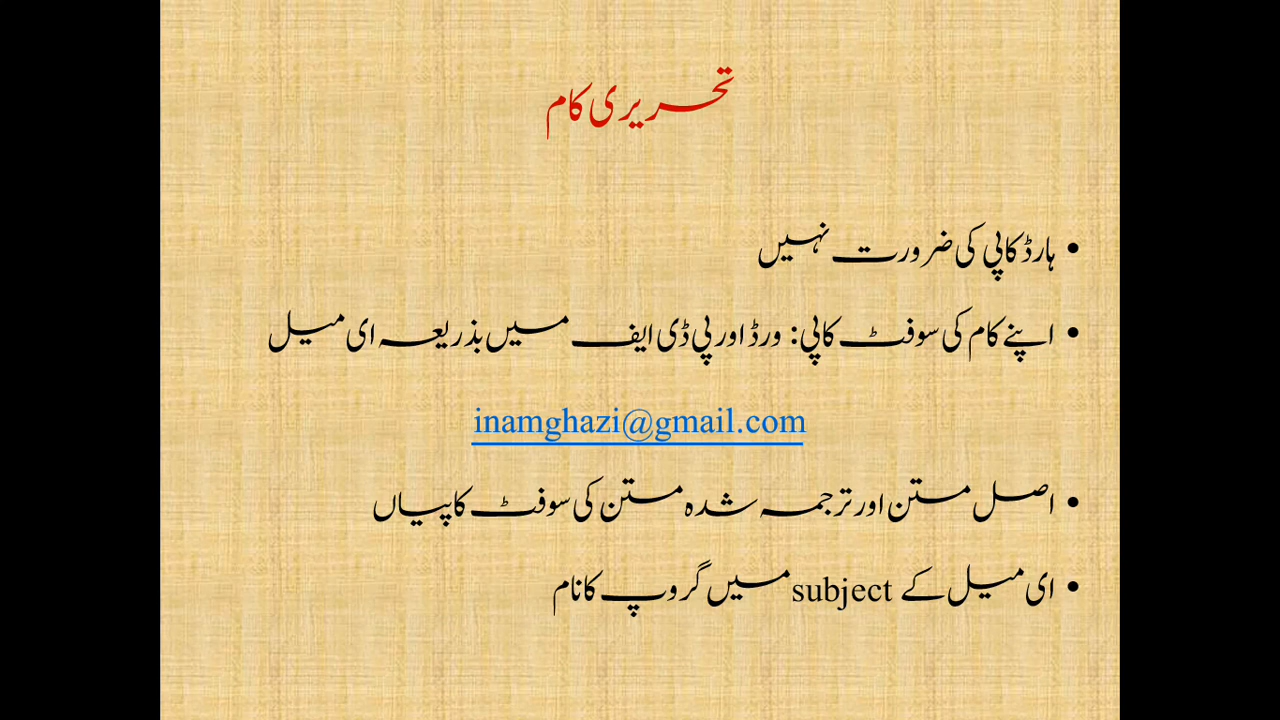 تحریری کام
• ہارڈ کاپی کی ضرورت نہیں
• اپنے کام کی سوفٹ کاپی: ورڈ اور پی ڈی ایف میں بذریعہ ای میل
inamghazi@gmail.com
• اصل متن اور ترجمہ شدہ متن کی سوفٹ کاپیاں
• ای میل کے subject میں گروپ کا نام